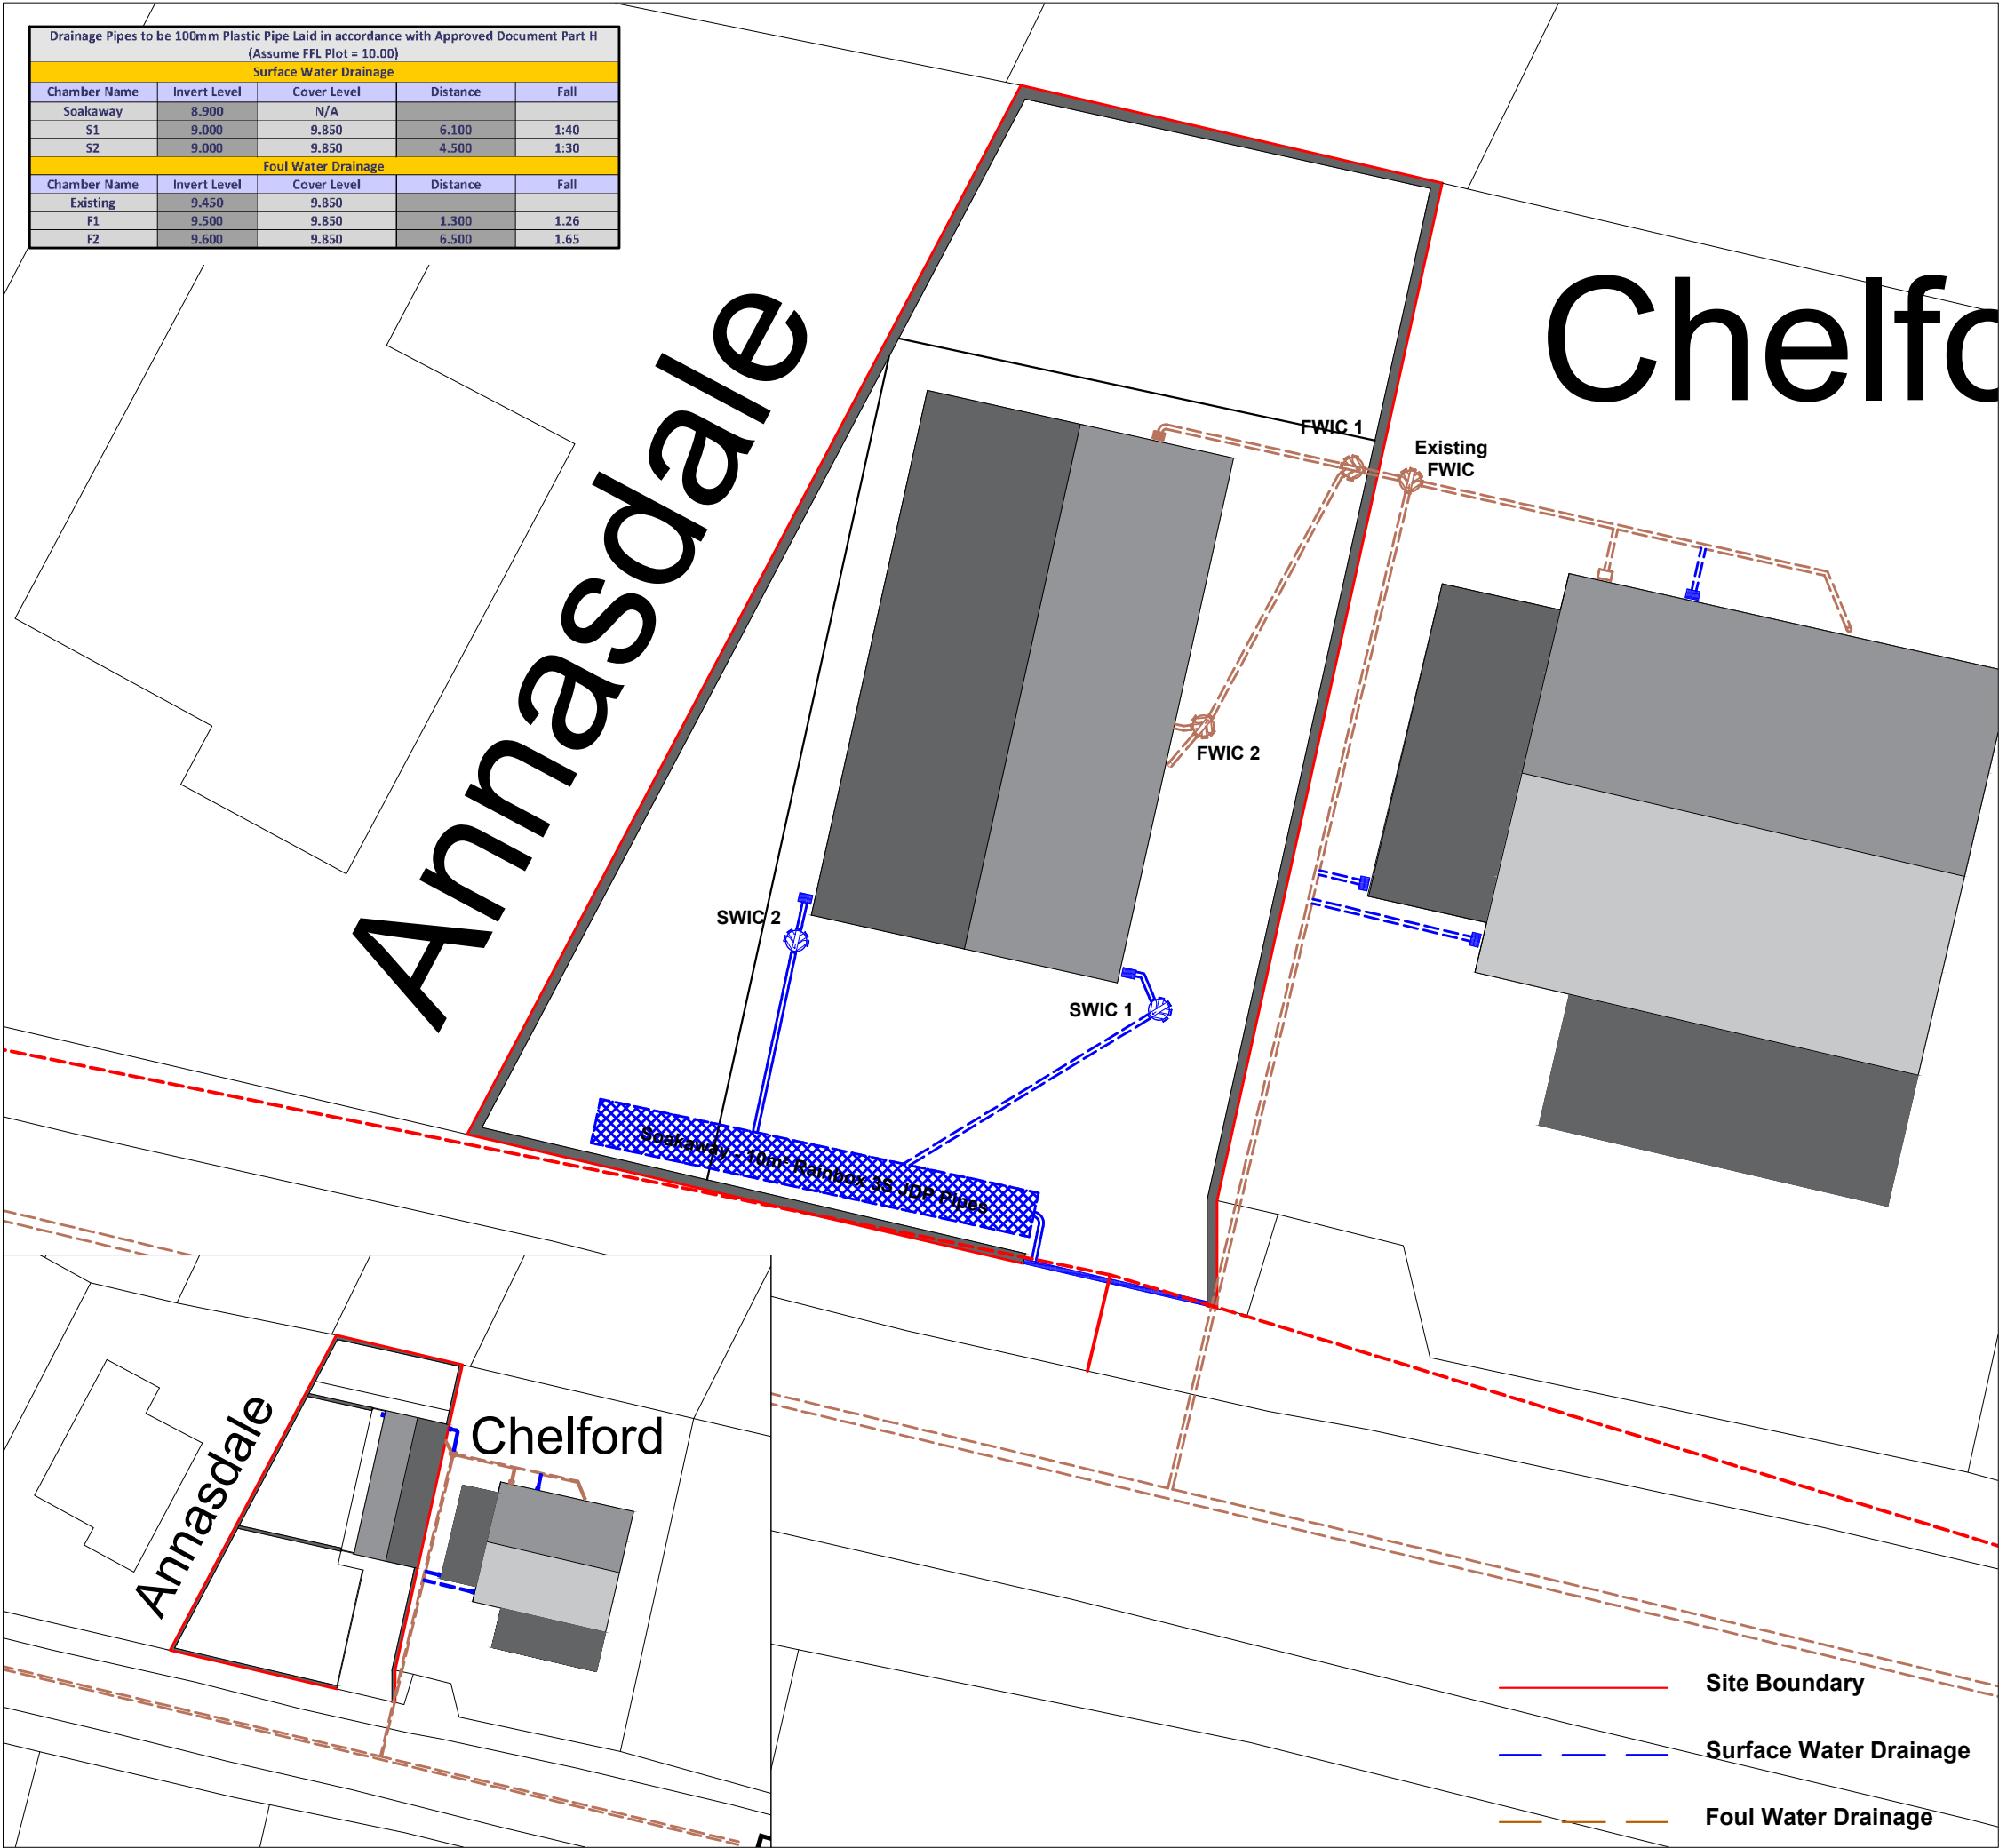 Drainage Pipes to be 100mm Plastic Pipe Laid in accordance with Approved Document Part H
(Assume FFL Plot = 10.00)
Surface Water Drainage
Chamber Name Invert Level Cover Level Distance Fall
Soakaway 8.900 N/A
S1 9.000 9.850 6.100 1:40
S2 9.000 9.850 4.500 1:30
Foul Water Drainage
Chamber Name Invert Level Cover Level Distance Fall
Existing 9.450 9.850
F1 9.500 9.850 1.300 1.26
F2 9.600 9.850 6.500 1.65
Annasdale
Chelfo
FWIC 1
Existing
FWIC
FWIC 2
SWIC 2
SWIC 1
Soakaway - 10m² Rainbox 3S JDP Pipes
Annasdale
Chelford
Site Boundary
Surface Water Drainage
Foul Water Drainage